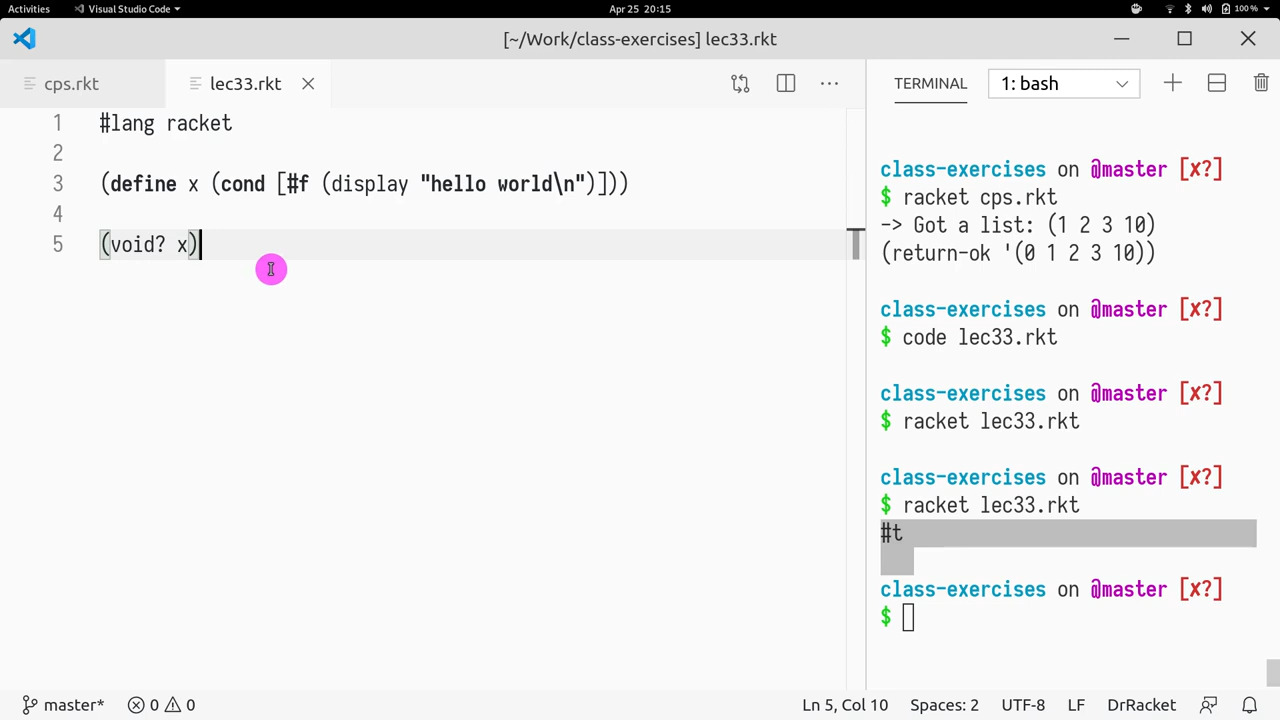 Activities
Visual Studio Code
Apr 25 20:15
100 %
[~/Work/class-exercises] lec33.rkt
cps.rkt
lec33.rkt
TERMINAL
1: bash
1 #lang racket
2
3 (define x (cond [#f (display "hello world\n")]))
4
5 (void? x)
class-exercises on @master [✘?]
$ racket cps.rkt
-> Got a list: (1 2 3 10)
(return-ok '(0 1 2 3 10))
class-exercises on @master [✘?]
$ code lec33.rkt
class-exercises on @master [✘?]
$ racket lec33.rkt
class-exercises on @master [✘?]
$ racket lec33.rkt
#t
class-exercises on @master [✘?]
$
master*
0
0
Ln 5, Col 10
Spaces: 2
UTF-8
LF
DrRacket